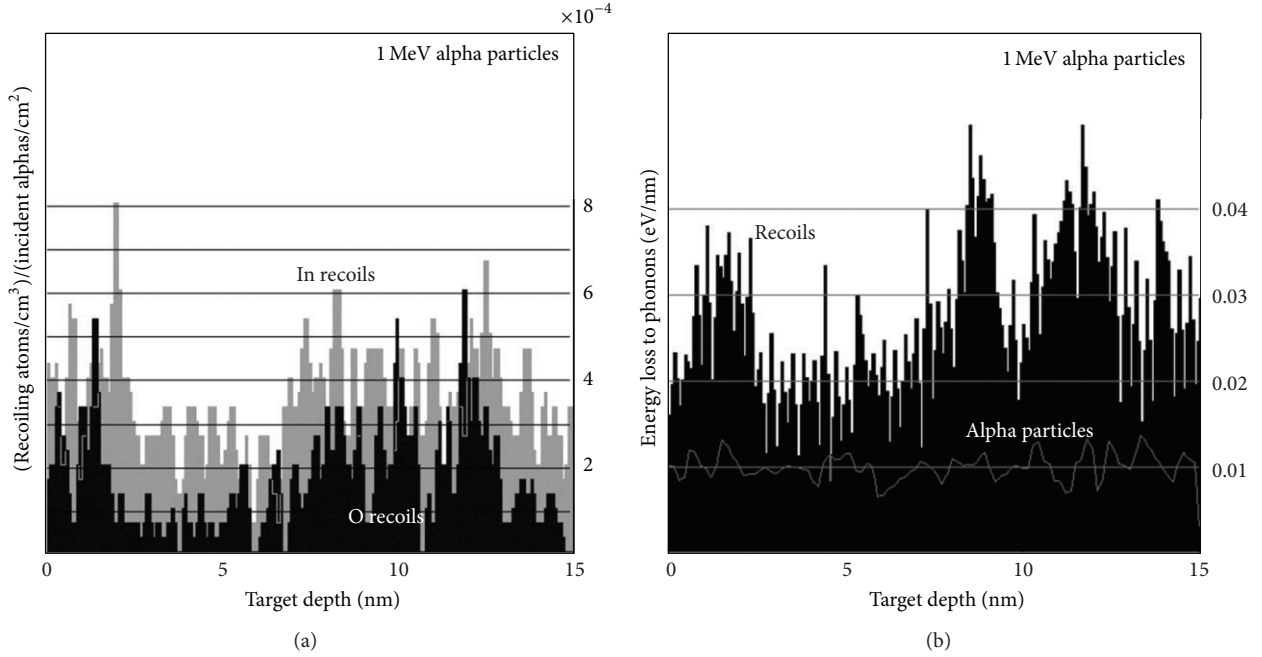 ×10⁻⁴
1 MeV alpha particles
(Recoiling atoms/cm³)/(incident alphas/cm²)
8
6
4
2
In recoils
O recoils
0
5
10
15
Target depth (nm)
(a)
1 MeV alpha particles
Energy loss to phonons (eV/nm)
0.04
0.03
0.02
0.01
Recoils
Alpha particles
0
5
10
15
Target depth (nm)
(b)